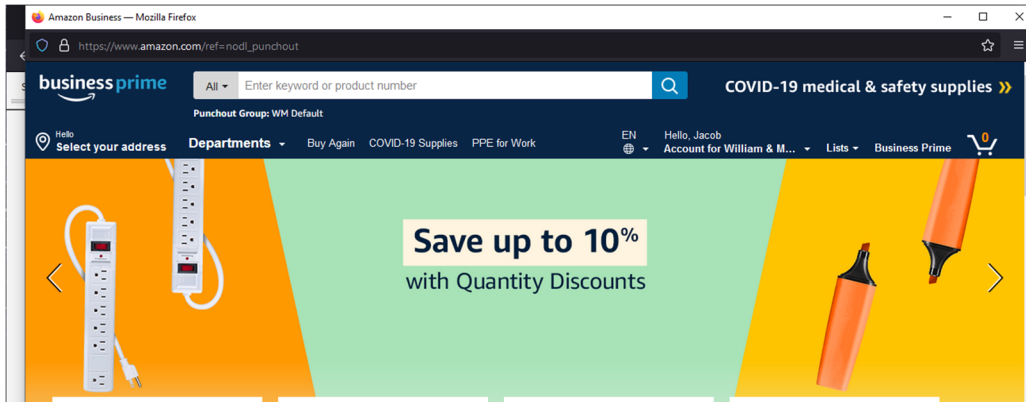 Amazon Business — Mozilla Firefox
https://www.amazon.com/ref=nodl_punchout
business prime
All
Enter keyword or product number
COVID-19 medical & safety supplies
Punchout Group: WM Default
Hello
Select your address
Departments
Buy Again
COVID-19 Supplies
PPE for Work
EN
Hello, Jacob
Account for William & M...
Lists
Business Prime
0
Save up to 10%
with Quantity Discounts